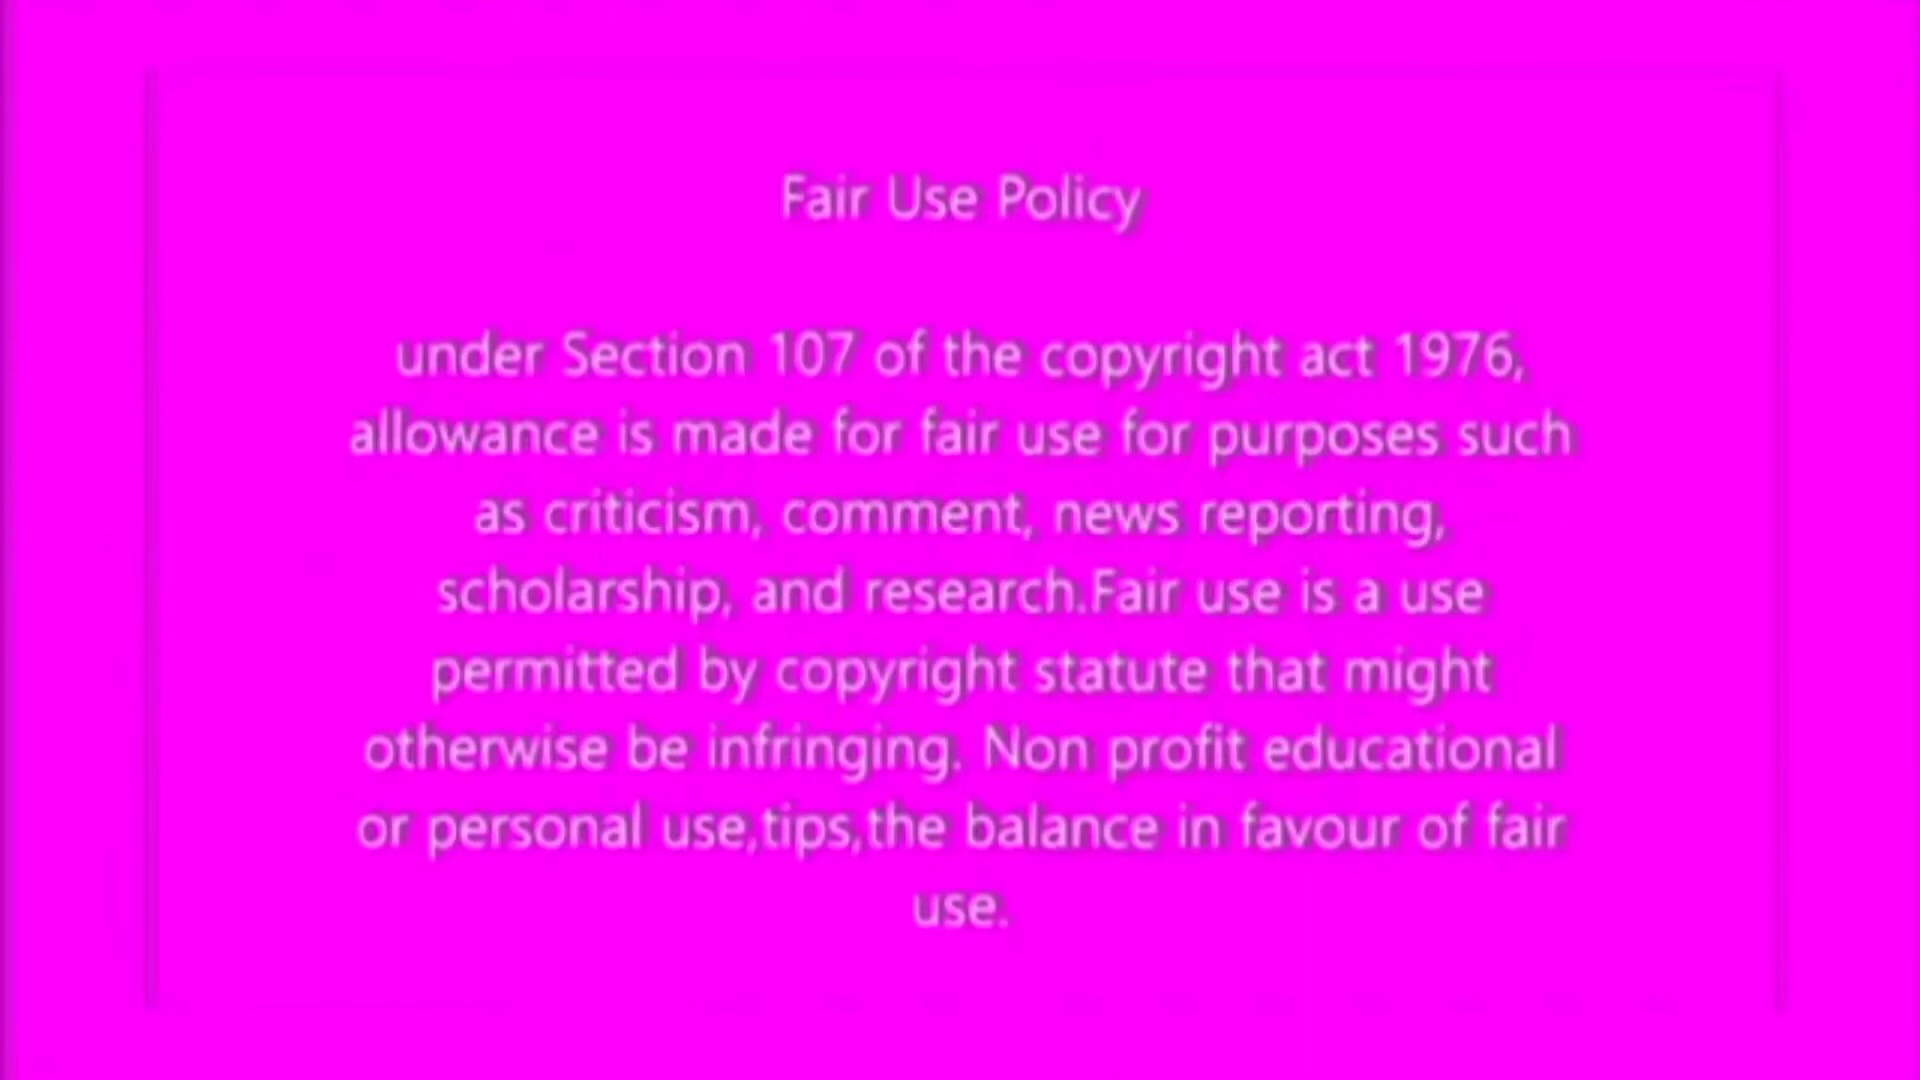 Fair Use Policy
under Section 107 of the copyright act 1976,
allowance is made for fair use for purposes such
as criticism, comment, news reporting,
scholarship, and research.Fair use is a use
permitted by copyright statute that might
otherwise be infringing. Non profit educational
or personal use,tips,the balance in favour of fair
use.